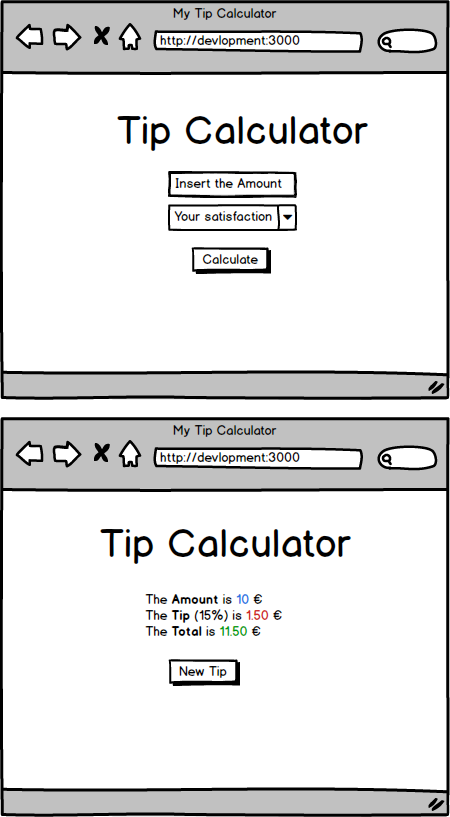 My Tip Calculator
http://devlopment:3000
Tip Calculator
Insert the Amount
Your satisfaction
Calculate
My Tip Calculator
http://devlopment:3000
Tip Calculator
The Amount is 10 €
The Tip (15%) is 1.50 €
The Total is 11.50 €
New Tip